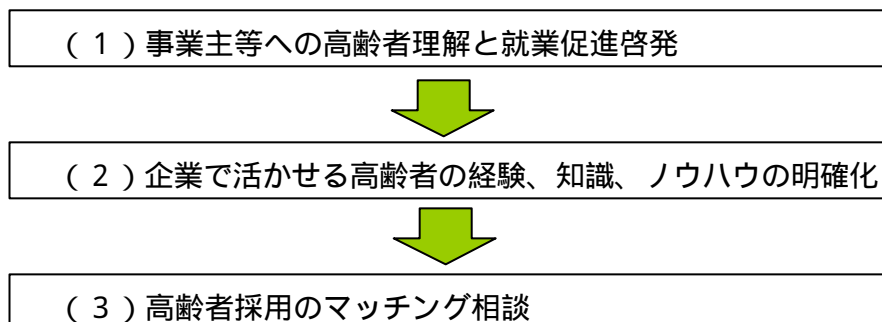 (1)事業主等への高齢者理解と就業促進啓発
(2)企業で活かせる高齢者の経験、知識、ノウハウの明確化
(3)高齢者採用のマッチング相談